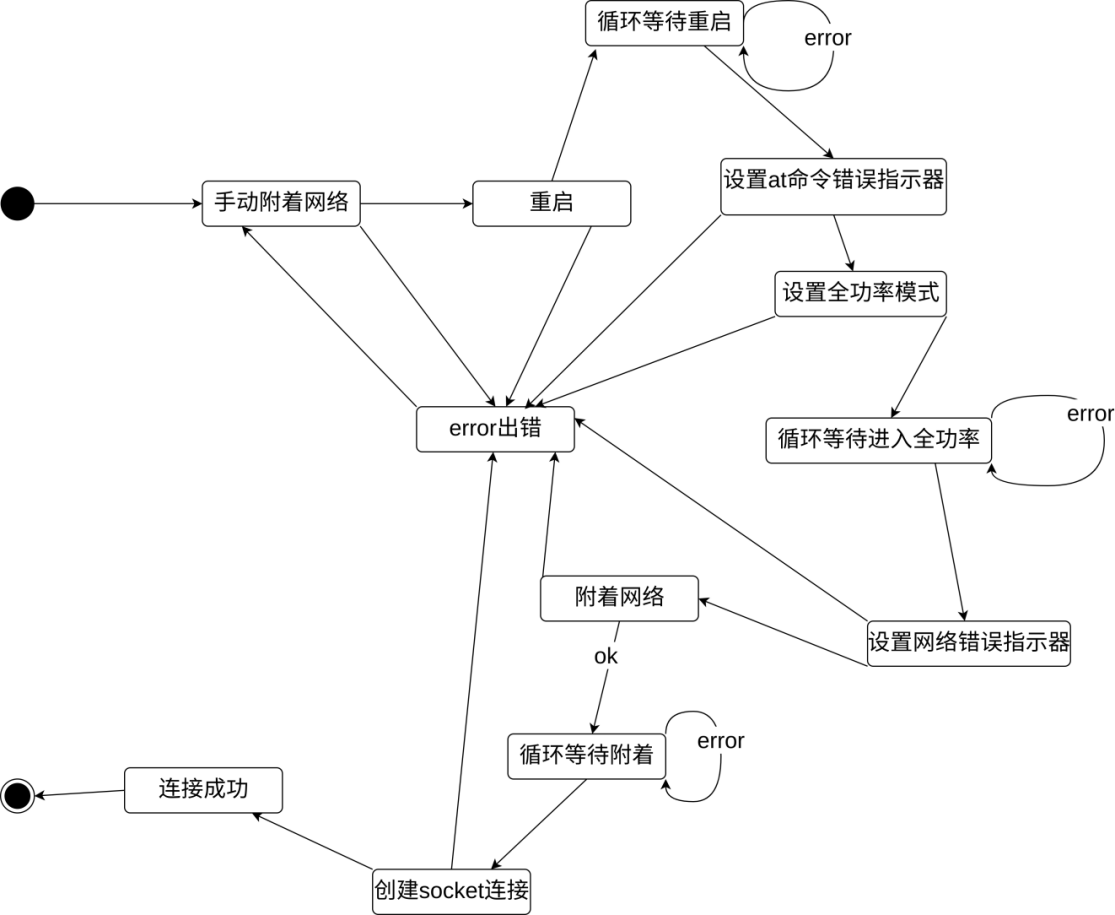 循环等待重启
error
设置at命令错误指示器
手动附着网络
重启
设置全功率模式
error出错
循环等待进入全功率
error
附着网络
设置网络错误指示器
ok
循环等待附着
error
连接成功
创建socket连接